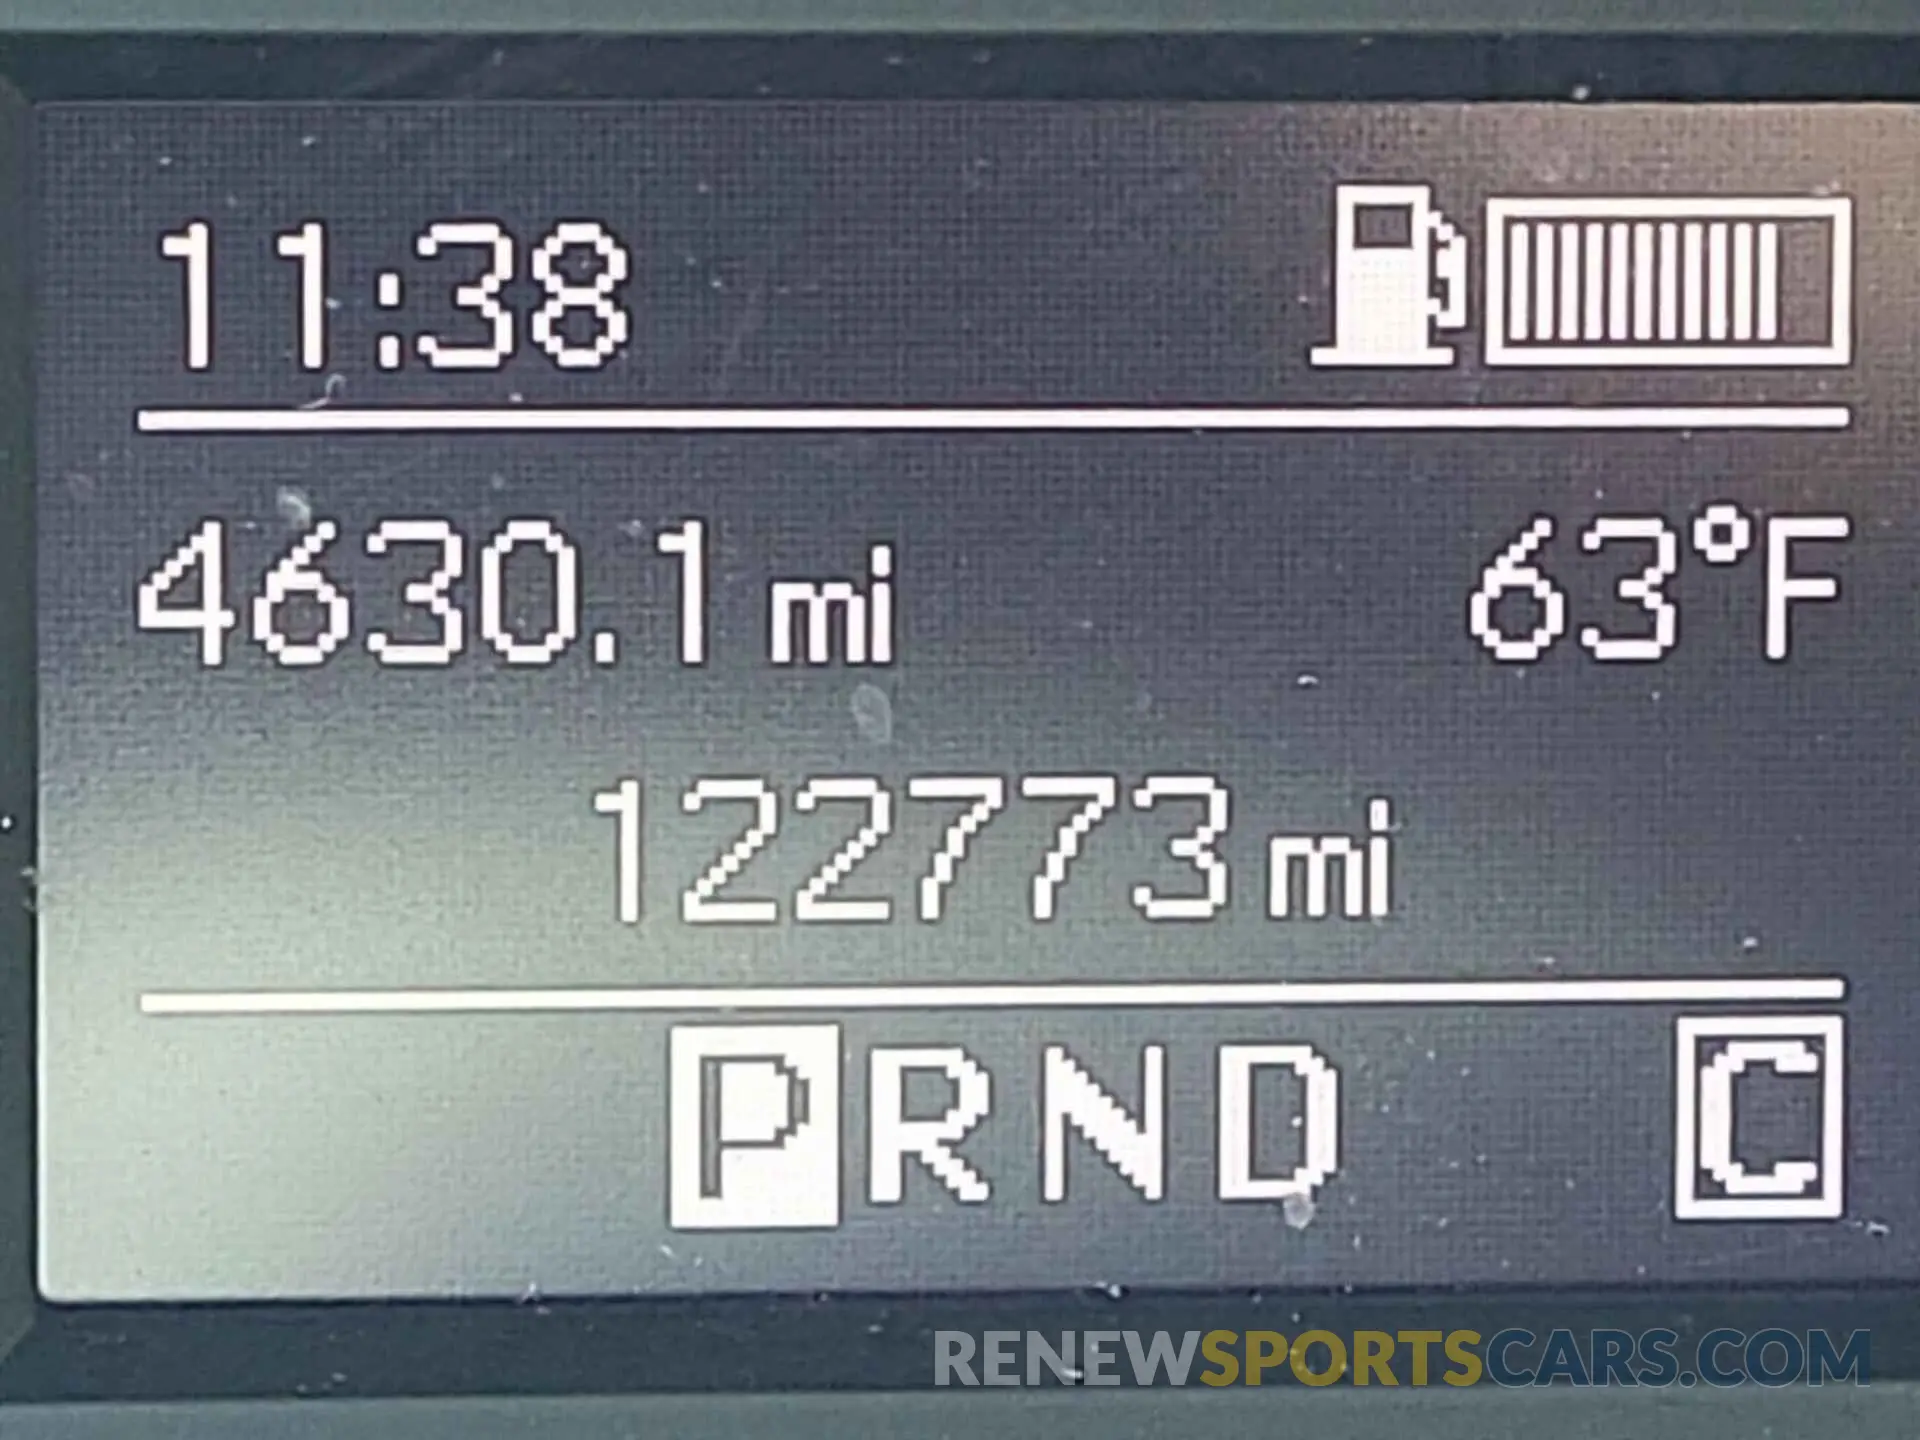 11:38
4630.1 mi 63°F
122773 mi
P R N D C
RENEWSPORTSCARS.COM